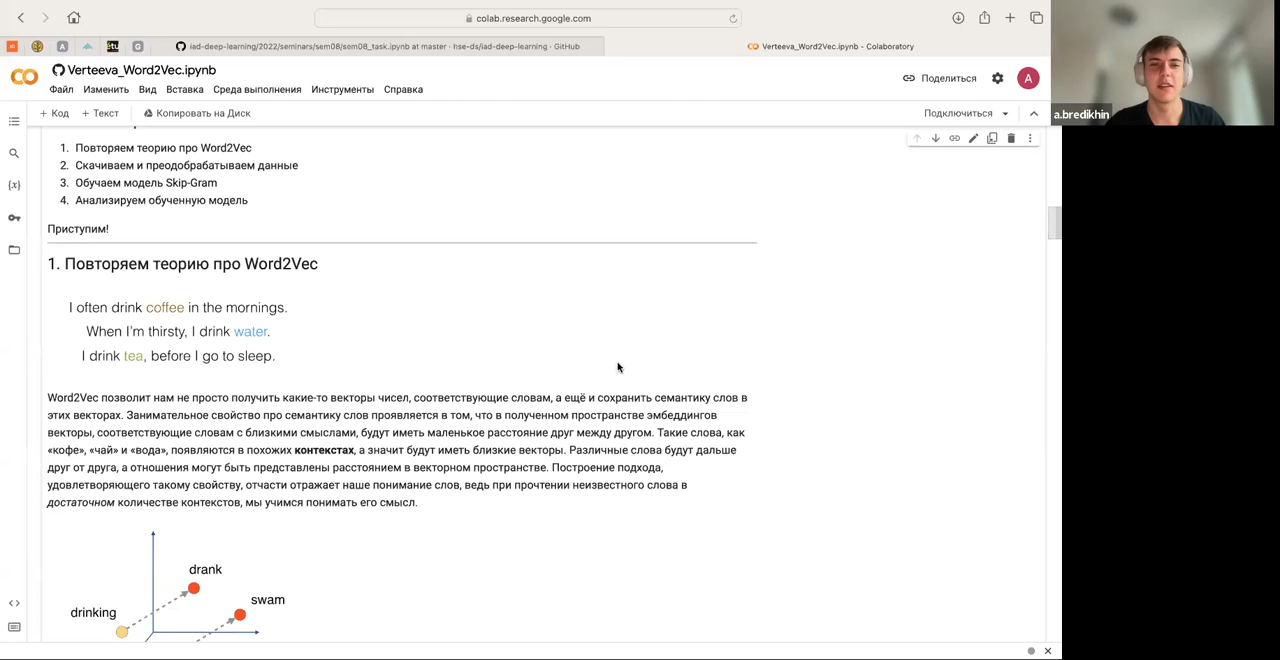 colab.research.google.com
iad-deep-learning/2022/seminars/sem08/sem08_task.ipynb at master · hse-ds/iad-deep-learning · GitHub
Verteeva_Word2Vec.ipynb - Colaboratory
Verteeva_Word2Vec.ipynb
Файл Изменить Вид Вставка Среда выполнения Инструменты Справка
Поделиться
A
a.bredikhin
+ Код + Текст Копировать на Диск
Подключиться
1. Повторяем теорию про Word2Vec
2. Скачиваем и преодобрабатываем данные
3. Обучаем модель Skip-Gram
4. Анализируем обученную модель
Приступим!
1. Повторяем теорию про Word2Vec
I often drink coffee in the mornings.
When I'm thirsty, I drink water.
I drink tea, before I go to sleep.
Word2Vec позволит нам не просто получить какие-то векторы чисел, соответствующие словам, а ещё и сохранить семантику слов в
этих векторах. Занимательное свойство про семантику слов проявляется в том, что в полученном пространстве эмбеддингов
векторы, соответствующие словам с близкими смыслами, будут иметь маленькое расстояние друг между другом. Такие слова, как
«кофе», «чай» и «вода», появляются в похожих контекстах, а значит будут иметь близкие векторы. Различные слова будут дальше
друг от друга, а отношения могут быть представлены расстоянием в векторном пространстве. Построение подхода,
удовлетворяющего такому свойству, отчасти отражает наше понимание слов, ведь при прочтении неизвестного слова в
достаточном количестве контекстов, мы учимся понимать его смысл.
drank
swam
drinking